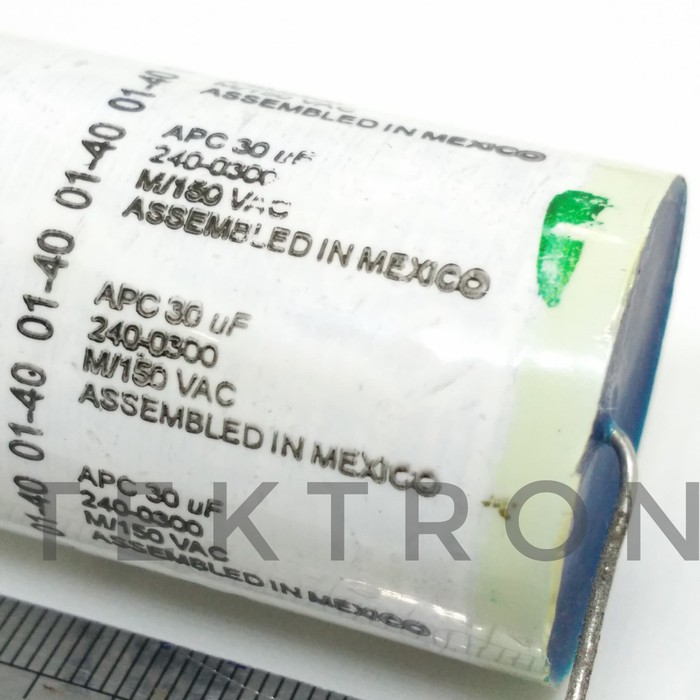 ASSEMBLED IN MEXICO
APC 30 uF
240-0300
M/150 VAC
ASSEMBLED IN MEXICO
APC 30 uF
240-0300
M/150 VAC
ASSEMBLED IN MEXICO
APC 30 uF
240-0300
M/150 VAC
ASSEMBLED IN MEXICO
01-40 01-40 01-40 01-40 01-40
TEKTRON